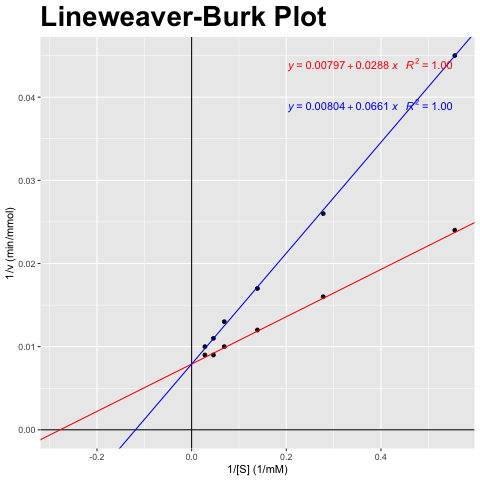 Lineweaver-Burk Plot
y = 0.00797 + 0.0288 x  R² = 1.00
y = 0.00804 + 0.0661 x  R² = 1.00
0.04
0.03
0.02
0.01
0.00
1/v (min/mmol)
-0.2 0.0 0.2 0.4
1/[S] (1/mM)